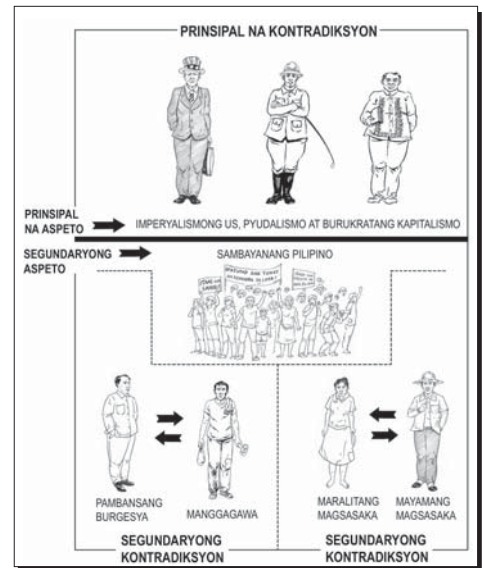 PRINSIPAL NA KONTRADIKSYON
PRINSIPAL
NA ASPETO
IMPERYALISMONG US, PYUDALISMO AT BURUKRATANG KAPITALISMO
SEGUNDARYONG
ASPETO
SAMBAYANANG PILIPINO
PAMBANSANG
BURGESYA
MANGGAGAWA
MARALITANG
MAGSASAKA
MAYAMANG
MAGSASAKA
SEGUNDARYONG
KONTRADIKSYON
SEGUNDARYONG
KONTRADIKSYON